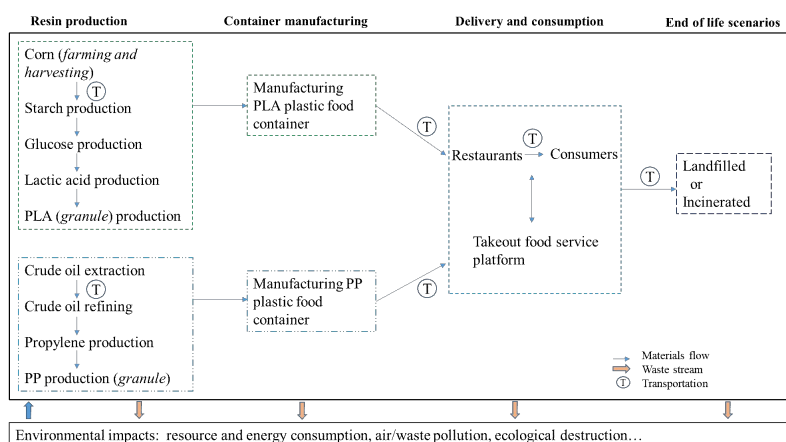 Resin production
Container manufacturing
Delivery and consumption
End of life scenarios
Corn (farming and
harvesting)
T
Starch production
Glucose production
Lactic acid production
PLA (granule) production
Manufacturing
PLA plastic food
container
T
Restaurants
T
Consumers
Takeout food service
platform
T
Landfilled
or
Incinerated
Crude oil extraction
T
Crude oil refining
Propylene production
PP production (granule)
Manufacturing PP
plastic food
container
T
Materials flow
Waste stream
T Transportation
Environmental impacts: resource and energy consumption, air/waste pollution, ecological destruction…